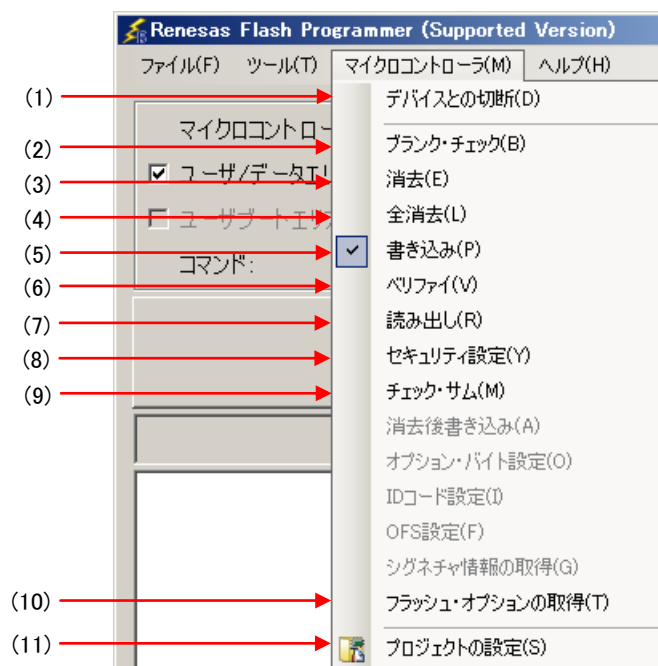 Renesas Flash Programmer (Supported Version)
ファイル(F) ツール(T) マイクロコントローラ(M) ヘルプ(H)
(1) デバイスとの切断(D)
マイクロコントロー
(2) ブランク・チェック(B)
(3) ユーザ/データエリ 消去(E)
(4) 全消去(L)
ユーザブートエリ
(5) 書き込み(P)
コマンド:
(6) ベリファイ(V)
(7) 読み出し(R)
(8) セキュリティ設定(Y)
(9) チェック・サム(M)
消去後書き込み(A)
オプション・バイト設定(O)
IDコード設定(I)
OFS設定(F)
シグネチャ情報の取得(G)
(10) フラッシュ・オプションの取得(T)
(11) プロジェクトの設定(S)